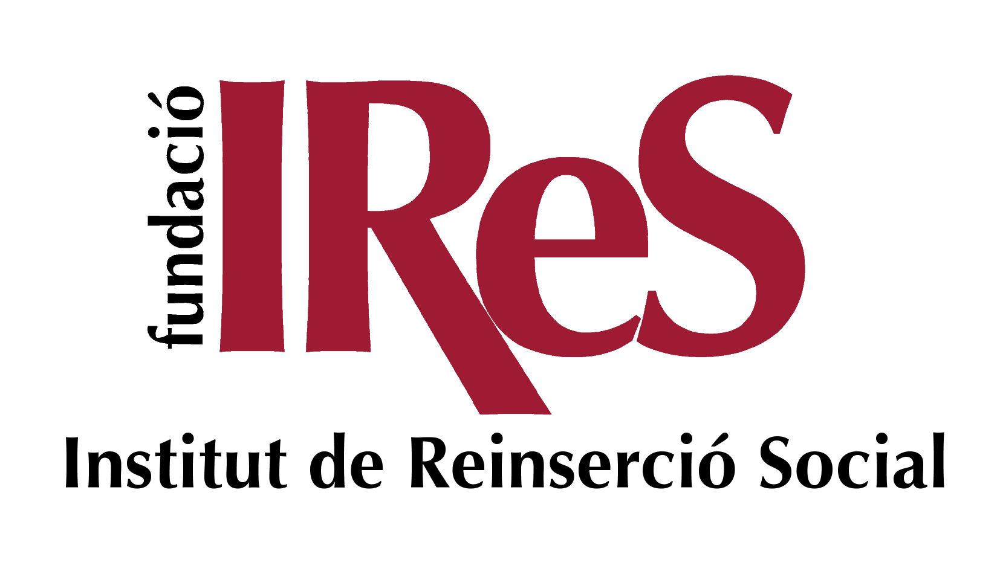 fundació
IReS
Institut de Reinserció Social